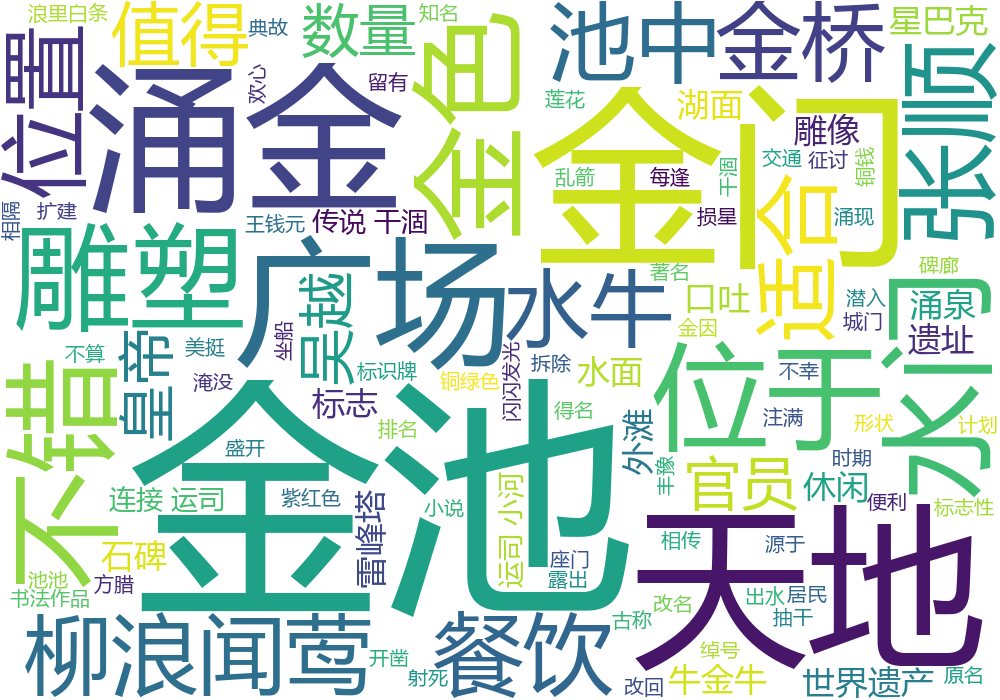 浪里白条
值得
典故
数量
知名
池中
金桥
星巴克
位置
涌金
欢心
留有
金色
莲花
湖面
金门
雕像
张顺
交通
征讨
铜钱
乱箭
每逢
干涸
适合
柏隔
扩建
王钱元
传说
干涸
损星
涌现
雕塑
广场
吴越
水牛
著名
口吐
碑廊
水门
潜入
涌泉
城门
金因
遗址
不错
皇帝
不算
美挺
坐船
标识牌
闪闪发光
拆除
水面
位于
不幸
淹没
标志
铜绿色
排名
得名
外滩
注满
形状
计划
金池
盛开
丰豫
官员
时期
休闲
连接
运司
紫红色
雷峰塔
小说
运司
小河
便利
标志性
石碑
座门
露出
相传
源于
天地
池池
方腊
书法作品
柳浪闻莺
餐饮
古称
改名
出水
居民
抽干
开凿
射死
绰号
改回
牛金牛
世界遗产
原名